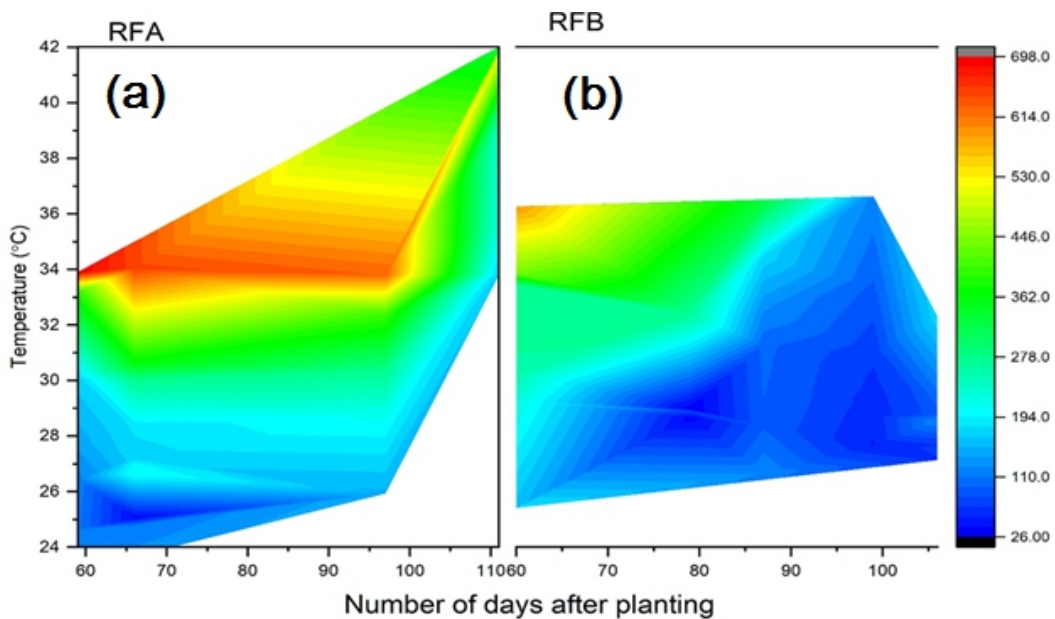 RFA
RFB
(a)
(b)
Temperature (°C)
42
40
38
36
34
32
30
28
26
24
60 70 80 90 100 110
60 70 80 90 100
Number of days after planting
698.0
614.0
530.0
446.0
362.0
278.0
194.0
110.0
26.00